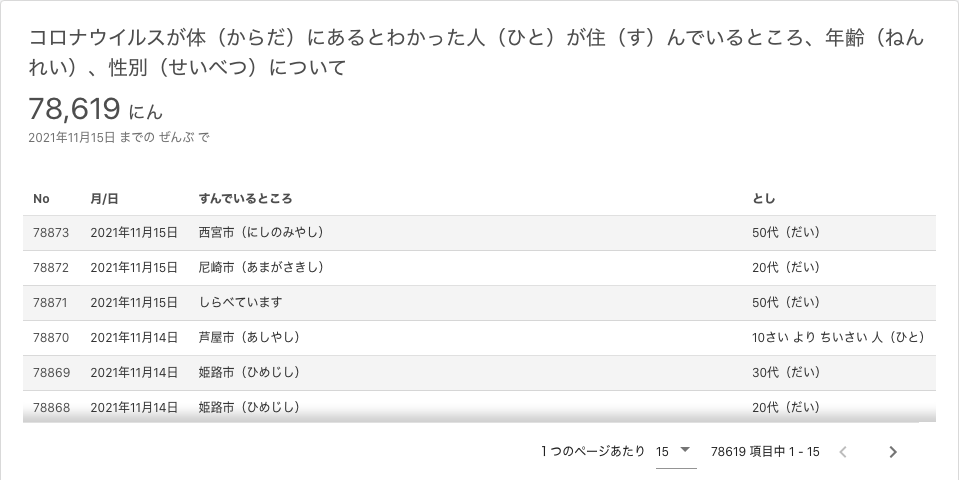 コロナウイルスが体（からだ）にあるとわかった人（ひと）が住（す）んでいるところ、年齢（ねん
れい）、性別（せいべつ）について
78,619 にん
2021年11月15日 までの ぜんぶ で
No 月/日 すんでいるところ とし
78873 2021年11月15日 西宮市（にしのみやし） 50代（だい）
78872 2021年11月15日 尼崎市（あまがさきし） 20代（だい）
78871 2021年11月15日 しらべています 50代（だい）
78870 2021年11月14日 芦屋市（あしやし） 10さい より ちいさい 人（ひと）
78869 2021年11月14日 姫路市（ひめじし） 30代（だい）
78868 2021年11月14日 姫路市（ひめじし） 20代（だい）
1 つのページあたり 15 78619 項目中 1 - 15